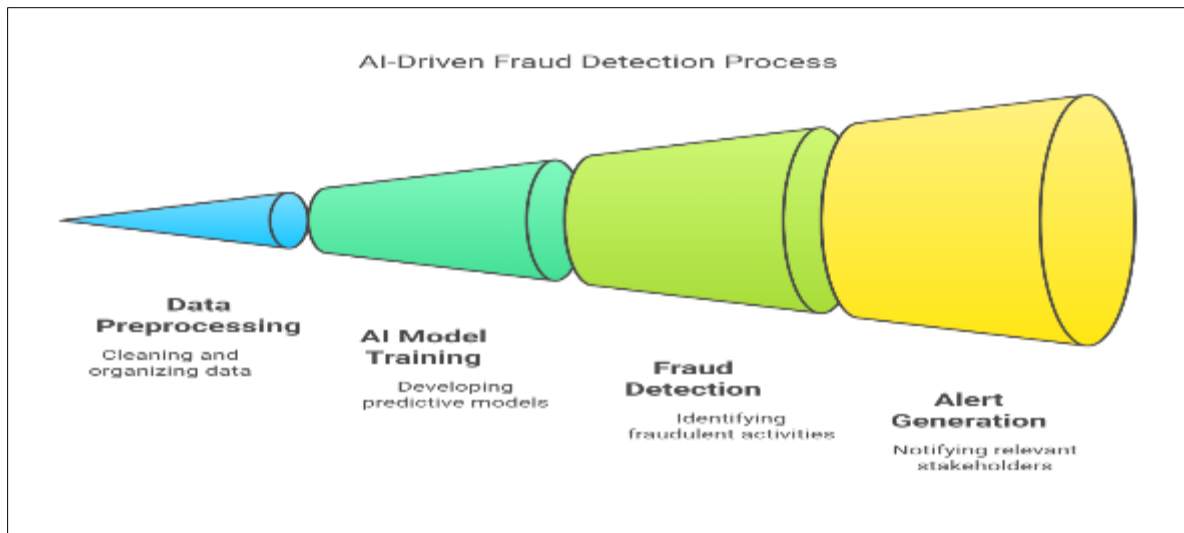 AI-Driven Fraud Detection Process
Data
Preprocessing
Cleaning and
organizing data
AI Model
Training
Developing
predictive models
Fraud
Detection
Identifying
fraudulent activities
Alert
Generation
Notifying relevant
stakeholders